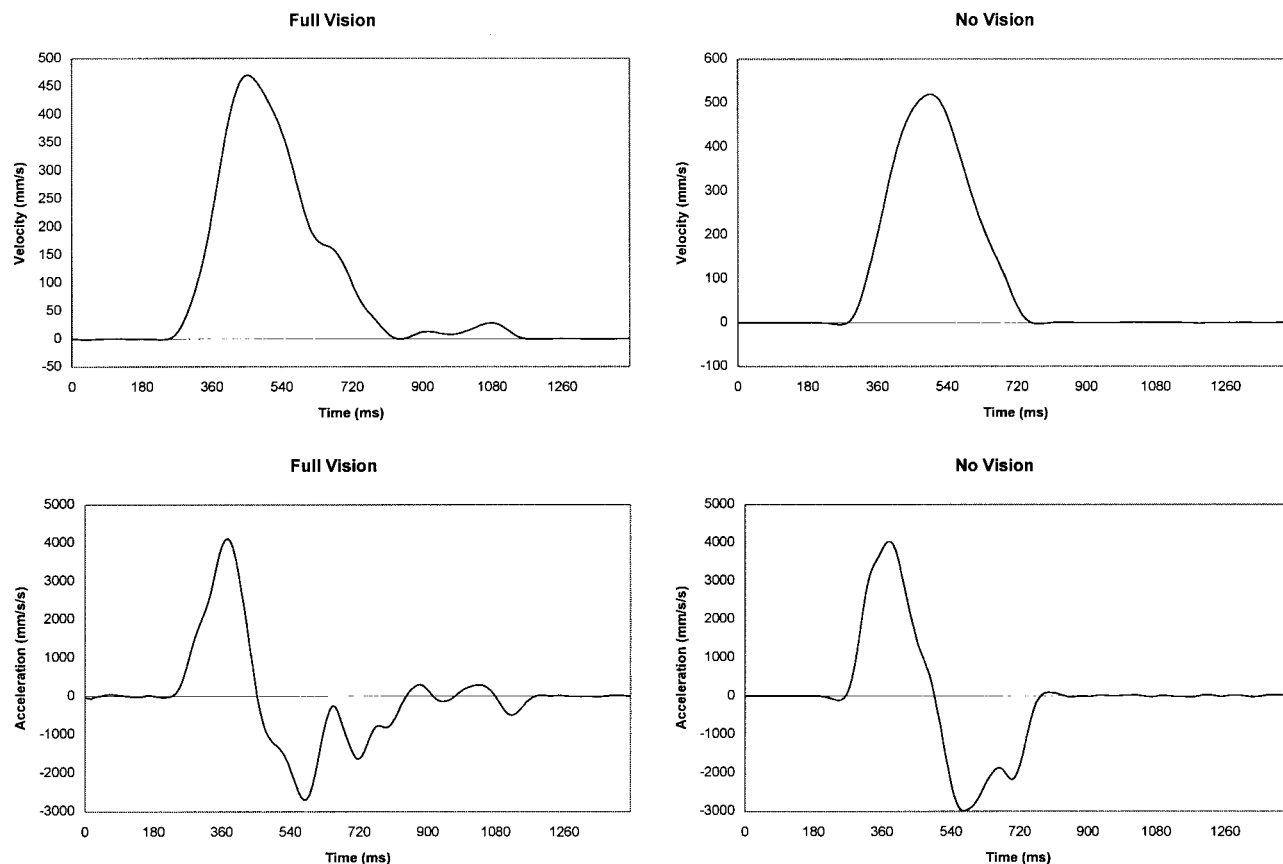 Full Vision
500
450
400
350
300
250
200
150
100
50
0
-50
Velocity (mm/s)
0 180 360 540 720 900 1080 1260
Time (ms)
No Vision
600
500
400
300
200
100
0
-100
Velocity (mm/s)
0 180 360 540 720 900 1080 1260
Time (ms)
Full Vision
5000
4000
3000
2000
1000
0
-1000
-2000
-3000
Acceleration (mm/s/s)
0 180 360 540 720 900 1080 1260
Time (ms)
No Vision
5000
4000
3000
2000
1000
0
-1000
-2000
-3000
Acceleration (mm/s/s)
0 180 360 540 720 900 1080 1260
Time (ms)